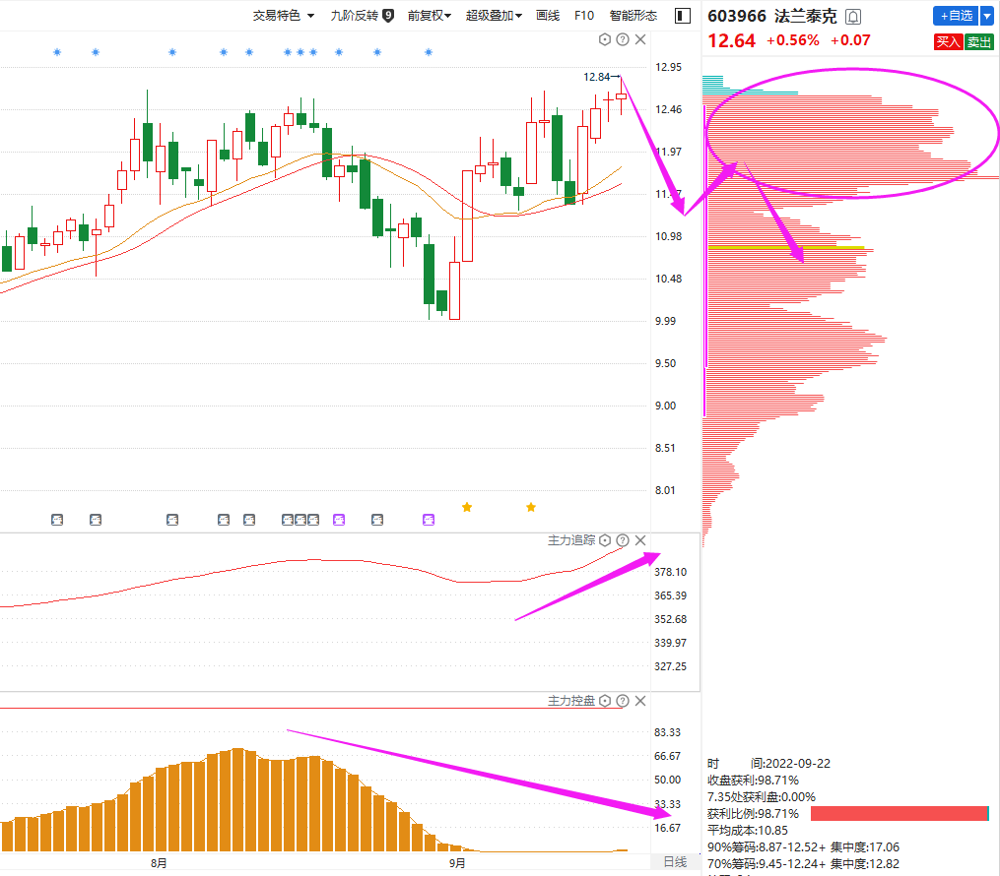 交易特色 九阶反转 9 前复权 超级叠加 画线 F10 智能形态
603966 法兰泰克 +自选
12.64 +0.56% +0.07 买入 卖出
12.84
12.95
12.46
11.97
10.98
10.48
9.99
9.50
9.00
8.51
8.01
主力追踪
378.10
365.39
352.68
339.97
327.25
主力控盘
83.33
66.67
50.00
33.33
16.67
8月 9月 日线
时 间:2022-09-22
收盘获利:98.71%
7.35处获利盘:0.00%
获利比例:98.71%
平均成本:10.85
90%筹码:8.87-12.52+ 集中度:17.06
70%筹码:9.45-12.24+ 集中度:12.82